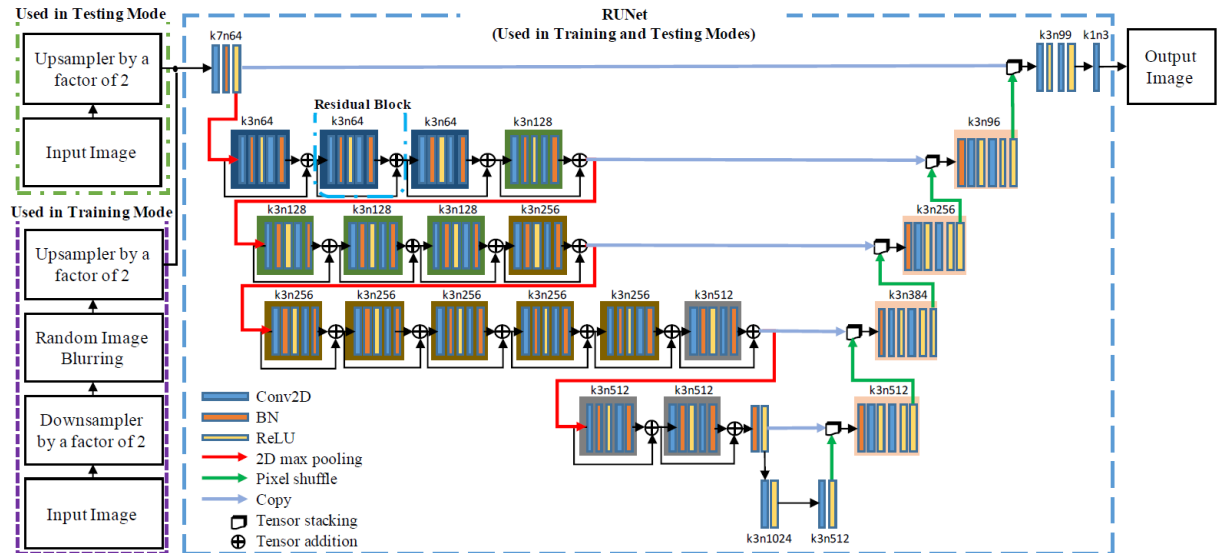 Used in Testing Mode
Upsampler by a
factor of 2
Input Image
Used in Training Mode
Upsampler by a
factor of 2
Random Image
Blurring
Downsampler
by a factor of 2
Input Image
RUNet
(Used in Training and Testing Modes)
k7n64
k3n99
k1n3
Output
Image
Residual Block
k3n64
k3n64
k3n64
k3n128
k3n96
k3n128
k3n128
k3n128
k3n256
k3n256
k3n256
k3n256
k3n256
k3n256
k3n256
k3n512
k3n384
k3n512
k3n512
k3n512
k3n1024
k3n512
Conv2D
BN
ReLU
2D max pooling
Pixel shuffle
Copy
Tensor stacking
Tensor addition